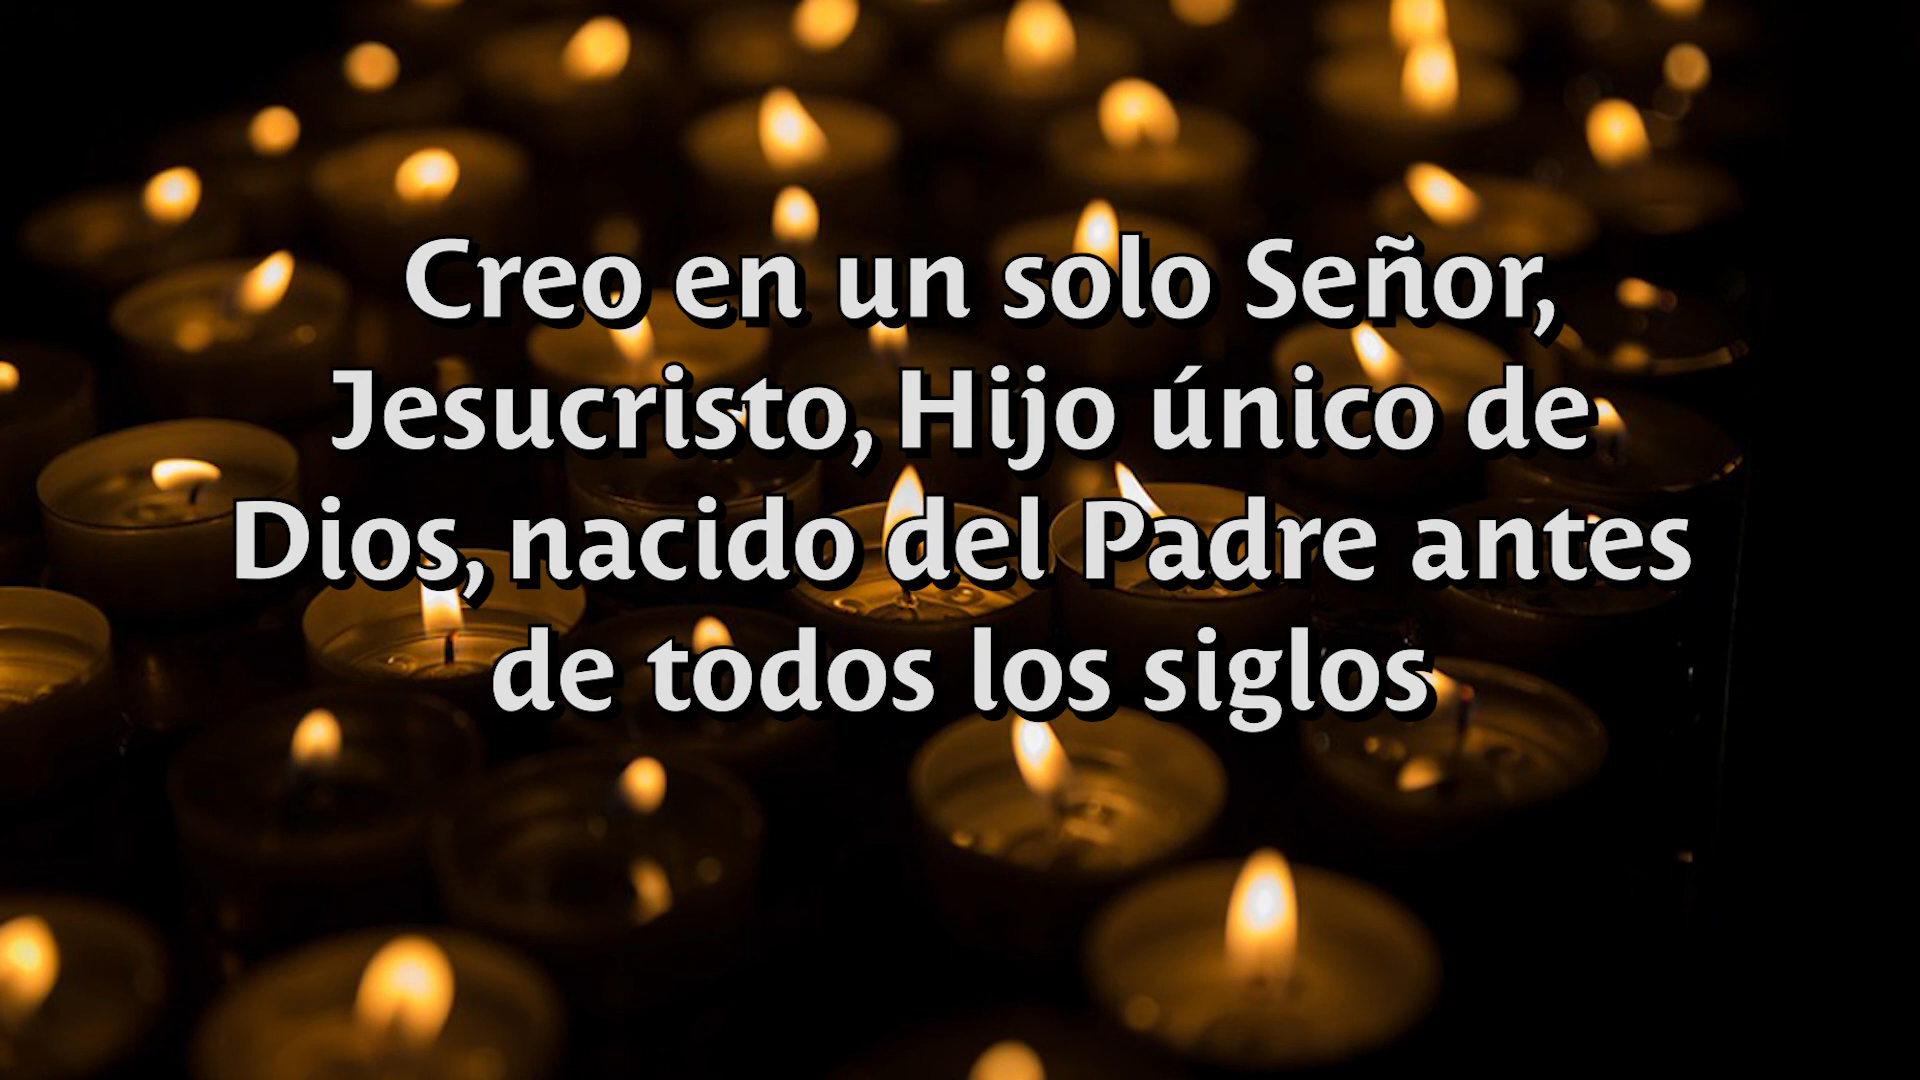 Creo en un solo Señor,
Jesucristo, Hijo único de
Dios, nacido del Padre antes
de todos los siglos